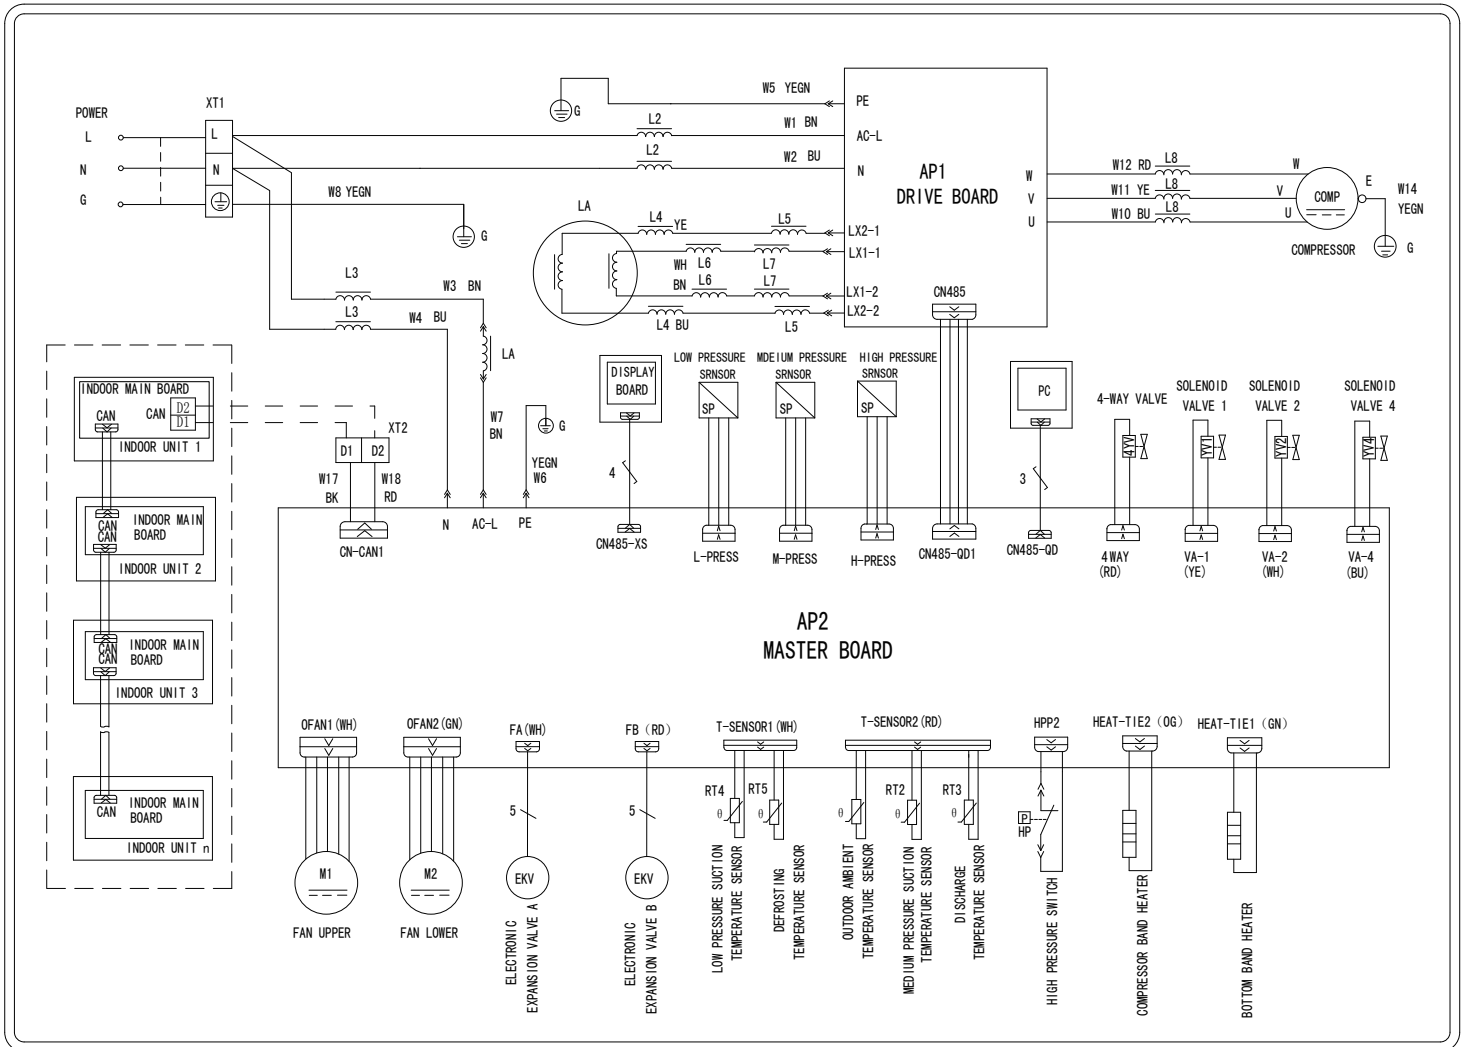 POWER
L
N
G
XT1
L
N
W8 YEGN
G
W5 YEGN
G
PE
L2
W1 BN
AC-L
L2
W2 BU
N
AP1
DRIVE BOARD
W
V
U
W12 RD
L8
W11 YE
L8
W10 BU
L8
W
V
U
COMP
E
W14
YEGN
G
COMPRESSOR
LA
L4
YE
L5
LX2-1
WH
L6
L7
LX1-1
BN
L6
L7
LX1-2
L4
BU
L5
LX2-2
CN485
L3
W3 BN
L3
W4 BU
LA
W7
BN
G
YEGN
W6
N
AC-L
PE
INDOOR MAIN BOARD
CAN
CAN
D2
D1
INDOOR UNIT 1
XT2
D1
D2
W17
BK
W18
RD
CN-CAN1
CAN
CAN
INDOOR MAIN
BOARD
INDOOR UNIT 2
CAN
CAN
INDOOR MAIN
BOARD
INDOOR UNIT 3
CAN
INDOOR MAIN
BOARD
INDOOR UNIT n
DISPLAY
BOARD
4
CN485-XS
LOW PRESSURE
SRNSOR
SP
L-PRESS
MDEIUM PRESSURE
SRNSOR
SP
M-PRESS
HIGH PRESSURE
SRNSOR
SP
H-PRESS
CN485-QD1
PC
3
CN485-QD
4-WAY VALVE
4YV
4WAY
(RD)
SOLENOID
VALVE 1
YV1
VA-1
(YE)
SOLENOID
VALVE 2
YV2
VA-2
(WH)
SOLENOID
VALVE 4
YV4
VA-4
(BU)
AP2
MASTER BOARD
OFAN1(WH)
M1
FAN UPPER
OFAN2(GN)
M2
FAN LOWER
FA(WH)
5
EKV
ELECTRONIC
EXPANSION VALVE A
FB (RD)
5
EKV
ELECTRONIC
EXPANSION VALVE B
T-SENSOR1(WH)
RT4
θ
LOW PRESSURE SUCTION
TEMPERATURE SENSOR
RT5
θ
DEFROSTING
TEMPERATURE SENSOR
T-SENSOR2(RD)
θ
OUTDOOR AMBIENT
TEMPERATURE SENSOR
RT2
θ
MEDIUM PRESSURE SUCTION
TEMPERATURE SENSOR
RT3
θ
DISCHARGE
TEMPERATURE SENSOR
HPP2
P
HP
HIGH PRESSURE SWITCH
HEAT-TIE2 (OG)
COMPRESSOR BAND HEATER
HEAT-TIE1 (GN)
BOTTOM BAND HEATER